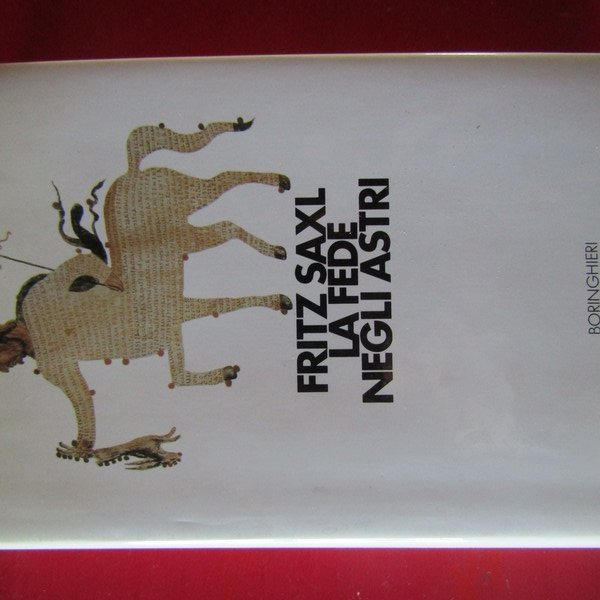 FRITZ SAXL
LA FEDE
NEGLI ASTRI
BORINGHIERI